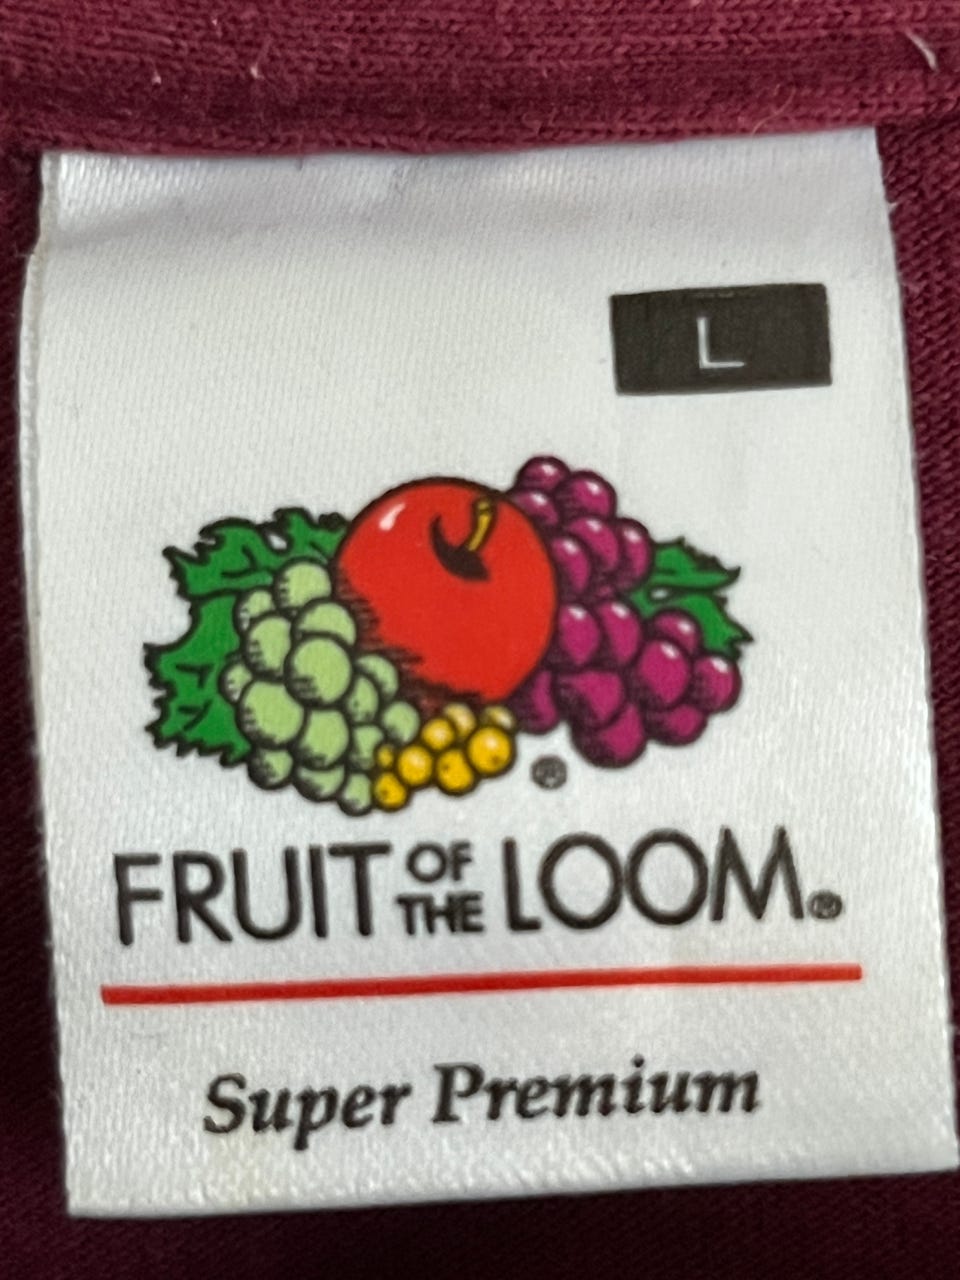 L
®
FRUIT OF THE LOOM®
Super Premium